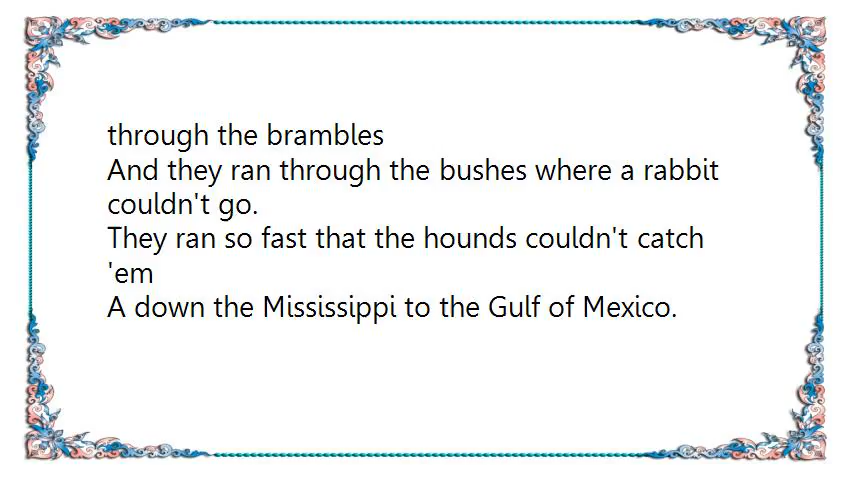 through the brambles
And they ran through the bushes where a rabbit
couldn't go.
They ran so fast that the hounds couldn't catch
'em
A down the Mississippi to the Gulf of Mexico.